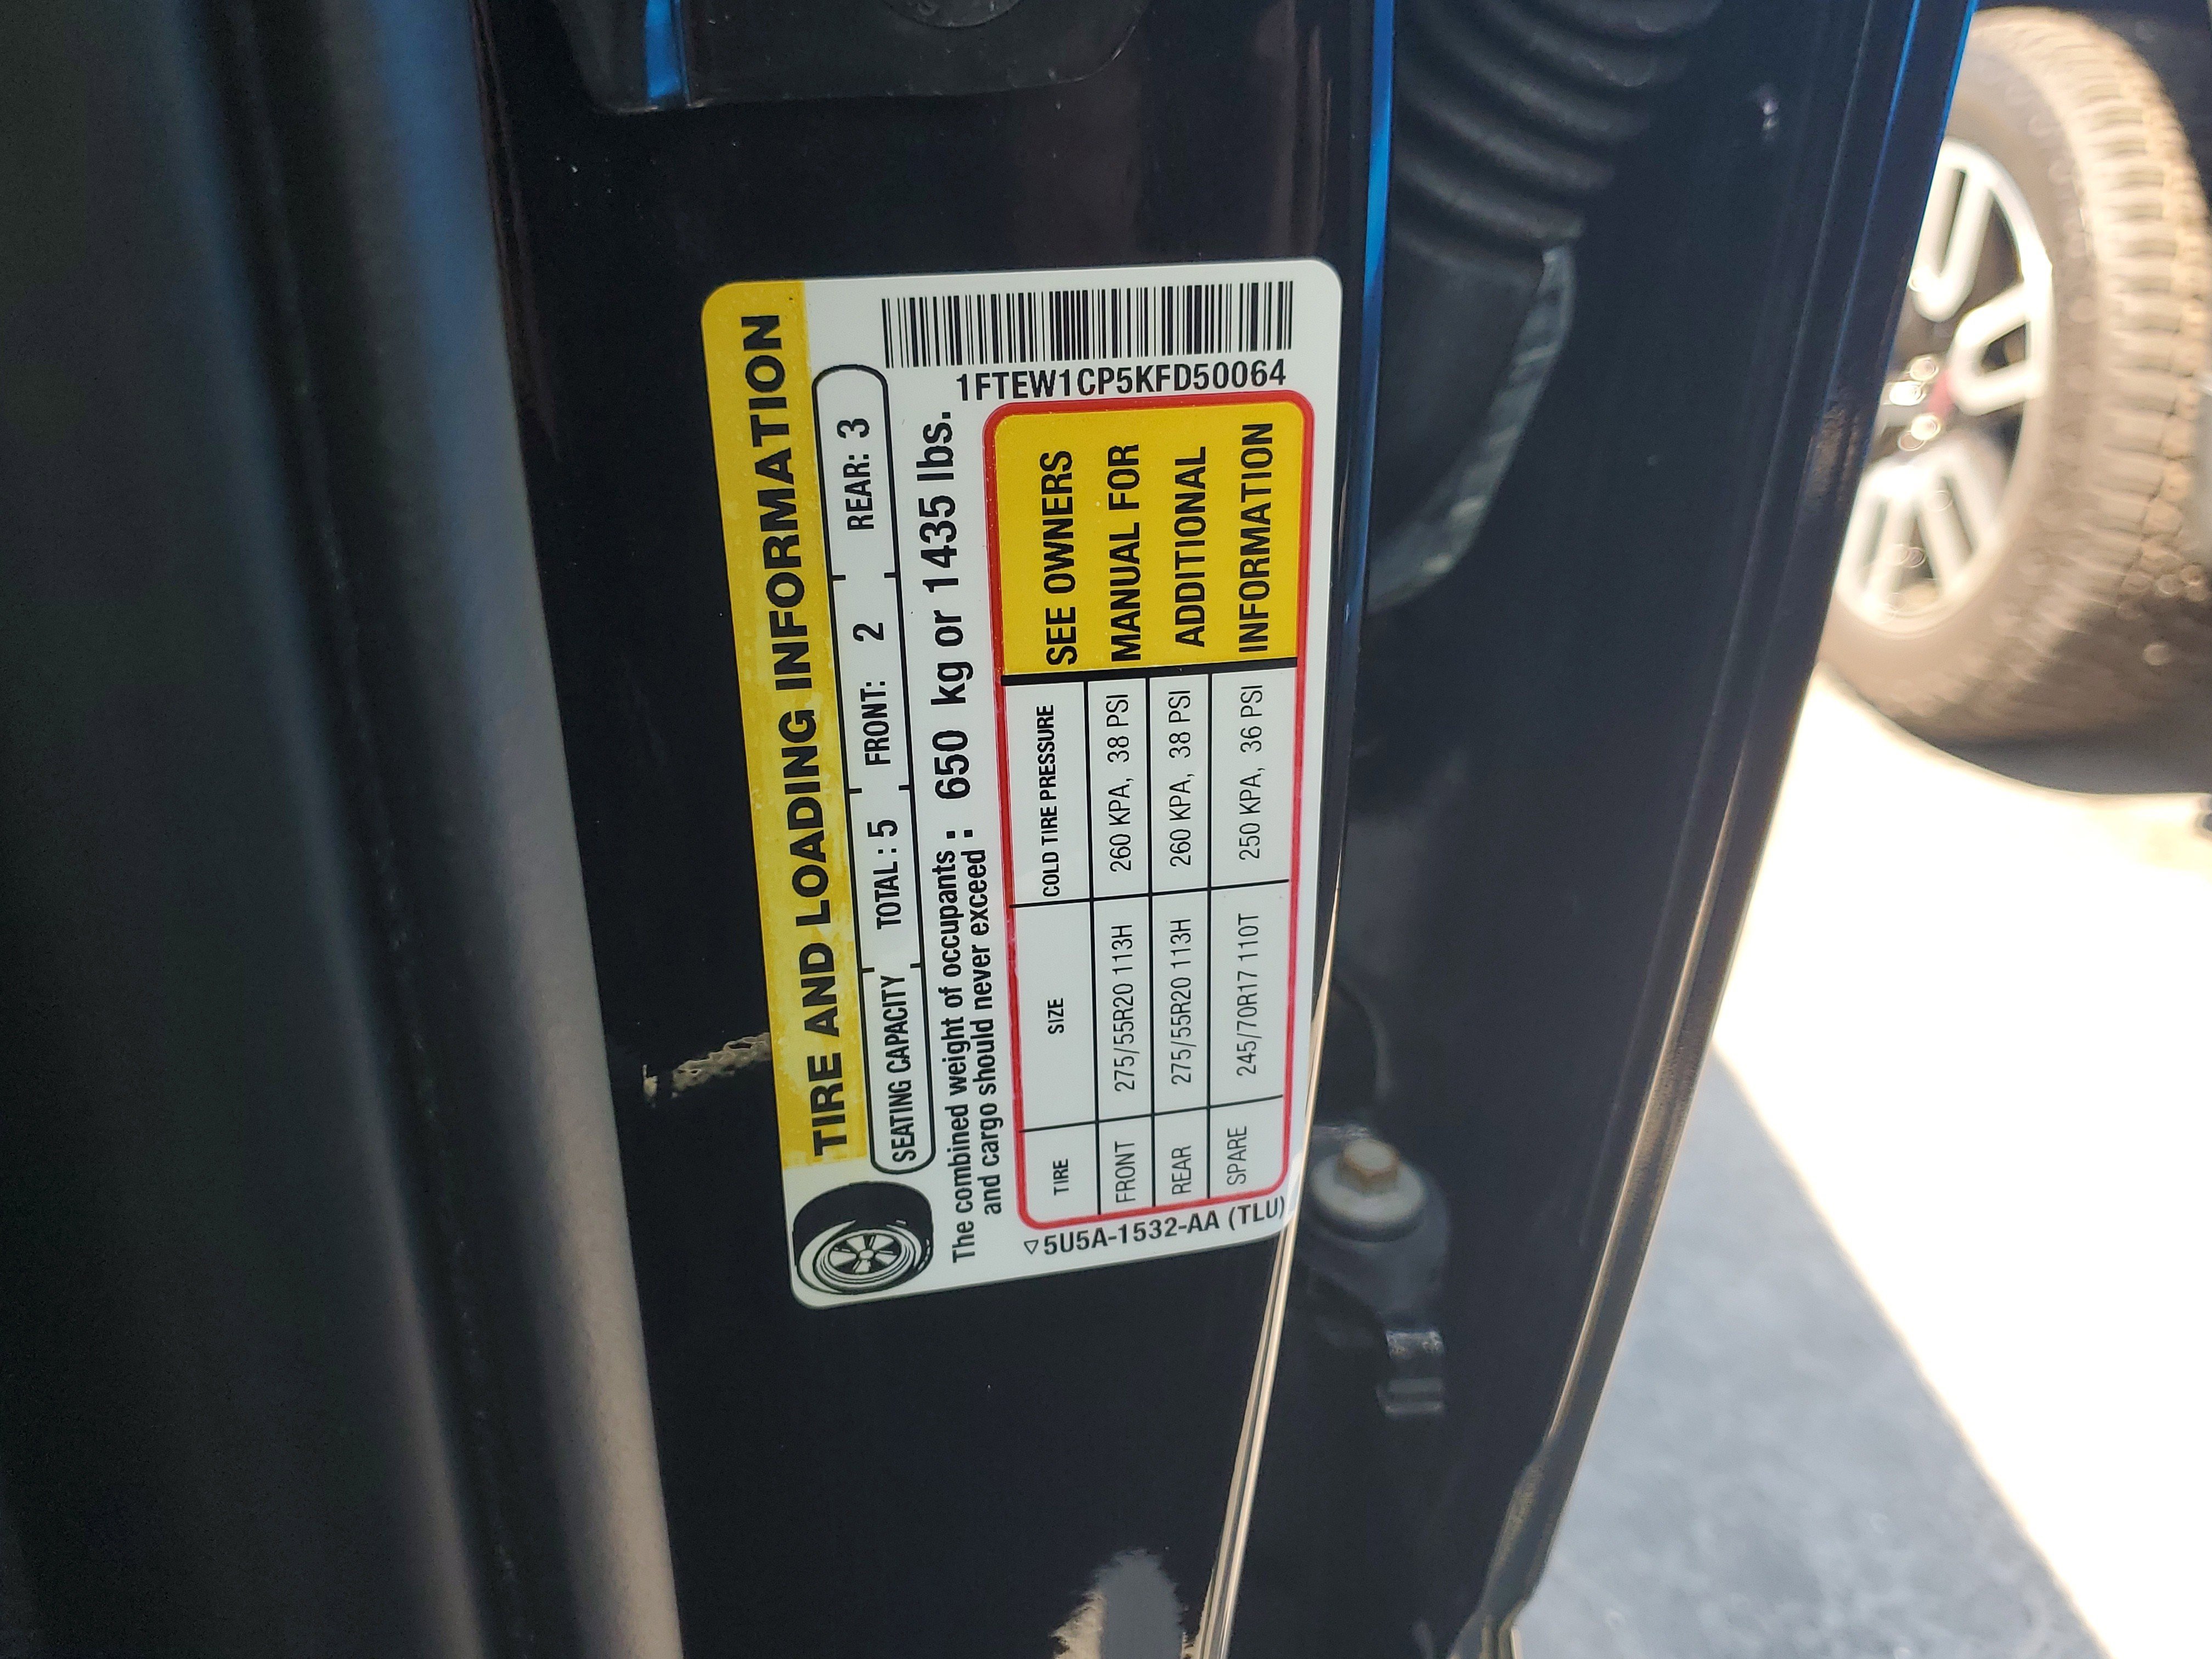 TIRE AND LOADING INFORMATION
SEATING CAPACITY TOTAL : 5 FRONT: 2 REAR: 3
The combined weight of occupants : 650 kg or 1435 lbs.
and cargo should never exceed :
1FTEW1CP5KFD50064
TIRE SIZE COLD TIRE PRESSURE
FRONT 275/55R20 113H 260 KPA, 38 PSI
REAR 275/55R20 113H 260 KPA, 38 PSI
SPARE 245/70R17 110T 250 KPA, 36 PSI
SEE OWNERS
MANUAL FOR
ADDITIONAL
INFORMATION
5U5A-1532-AA (TLU)